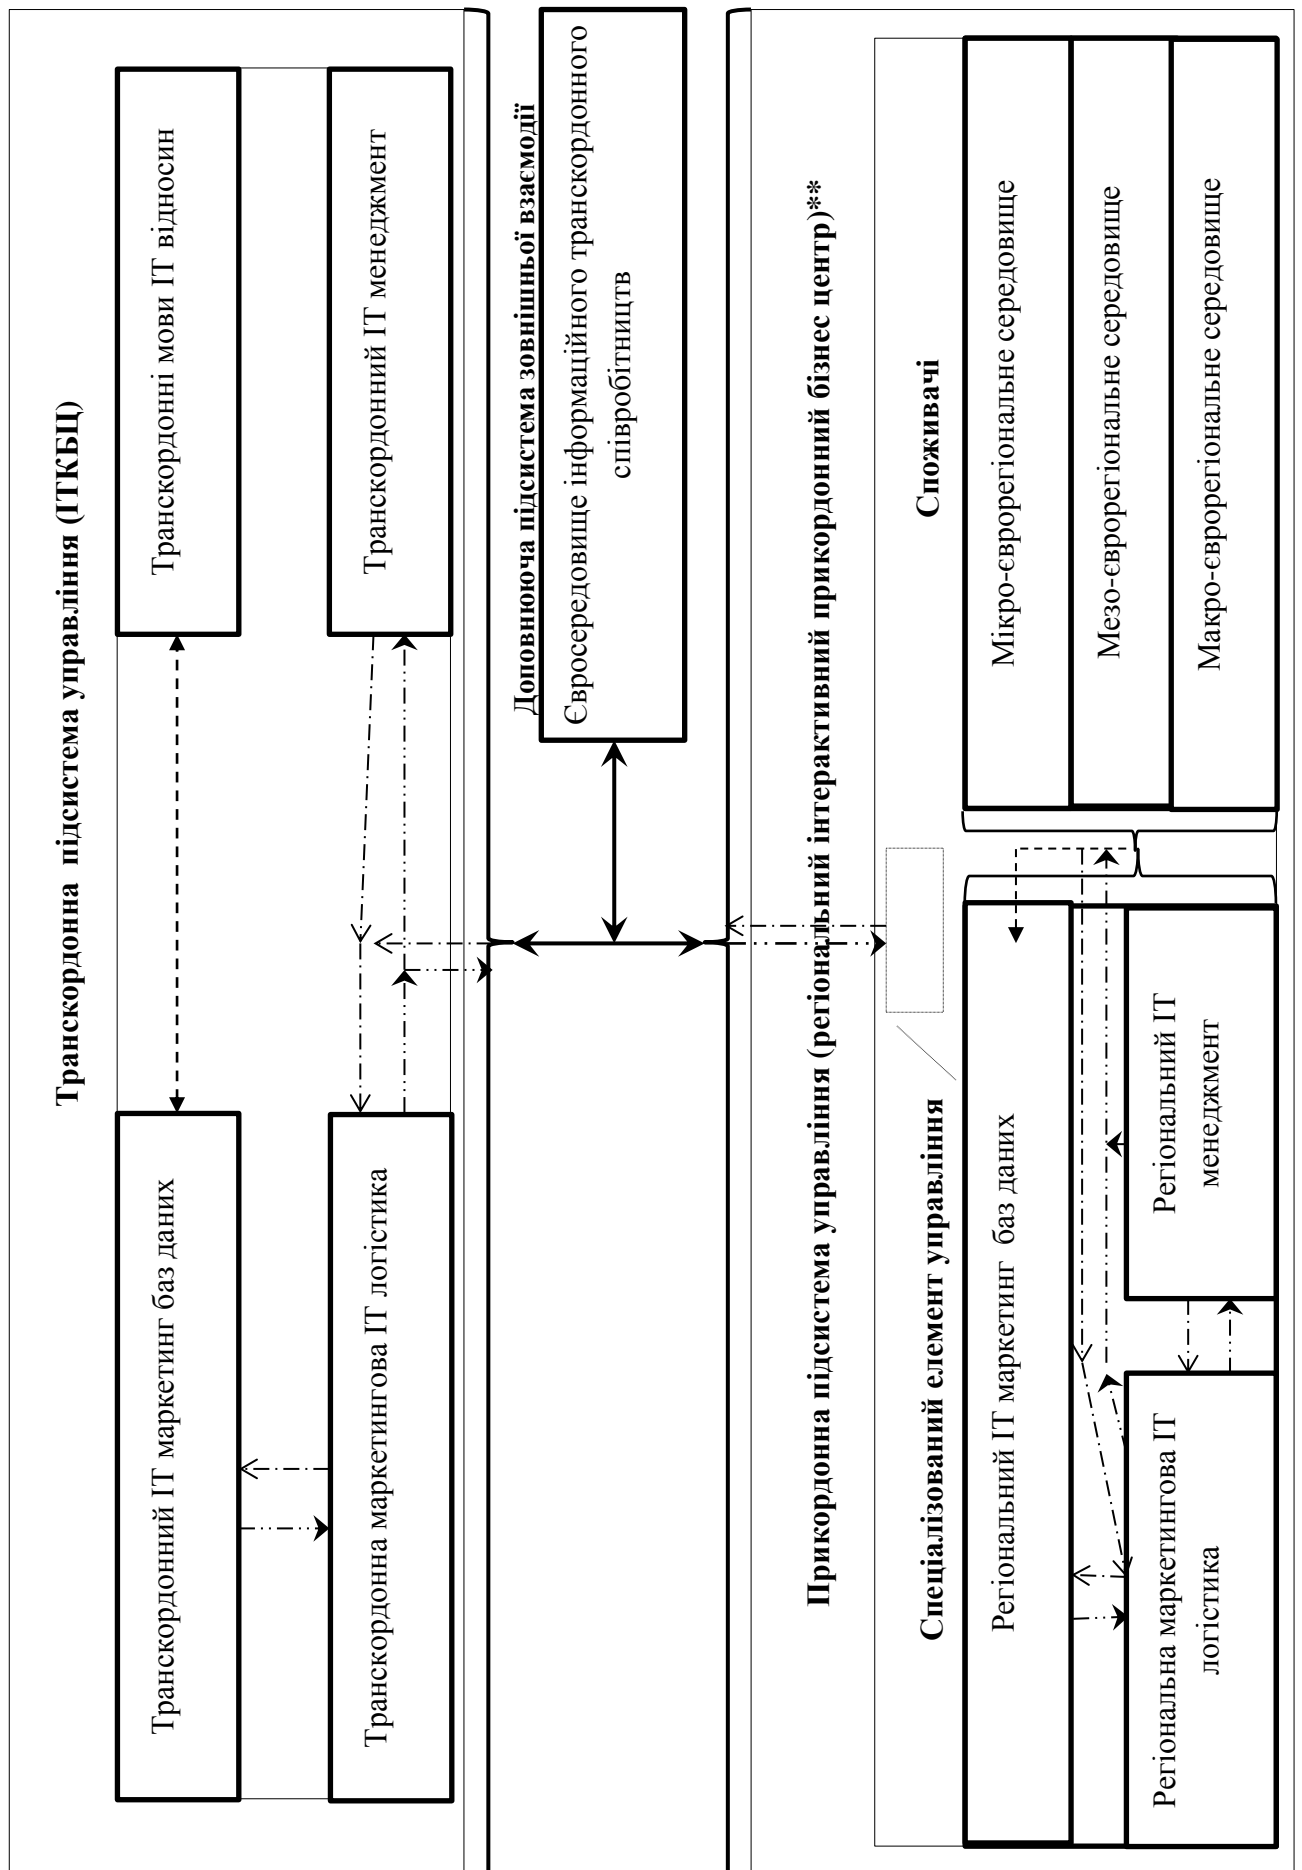 Транскордонна підсистема управління (ІТКБЦ)
Транскордонний ІТ маркетинг баз даних
Транскордонні мови ІТ відносин
Транскордонна маркетингова ІТ логістика
Транскордонний ІТ менеджмент
Доповнююча підсистема зовнішньої взаємодії
Євросередовище інформаційного транскордонного
співробітництв
Прикордонна підсистема управління (регіональний інтерактивний прикордонний бізнес центр)**
Спеціалізований елемент управління
Споживачі
Регіональний ІТ маркетинг баз даних
Регіональна маркетингова ІТ
логістика
Регіональний ІТ
менеджмент
Мікро-єврорегіональне середовище
Мезо-єврорегіональне середовище
Макро-єврорегіональне середовище